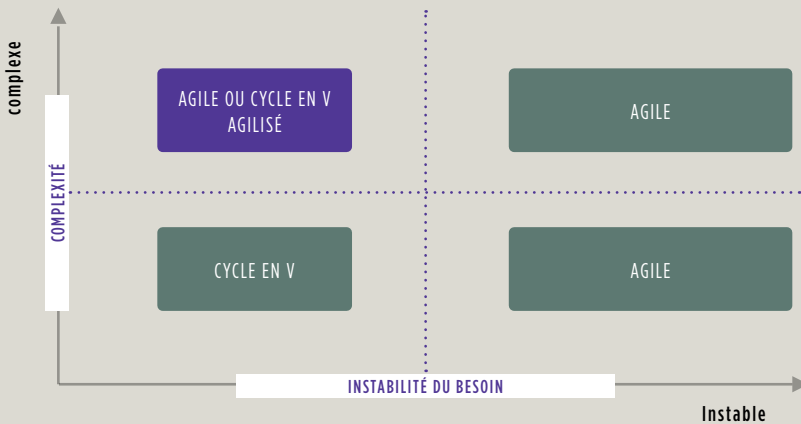 complexe
AGILE OU CYCLE EN V
AGILISÉ
AGILE
COMPLEXITÉ
CYCLE EN V
AGILE
INSTABILITÉ DU BESOIN
Instable